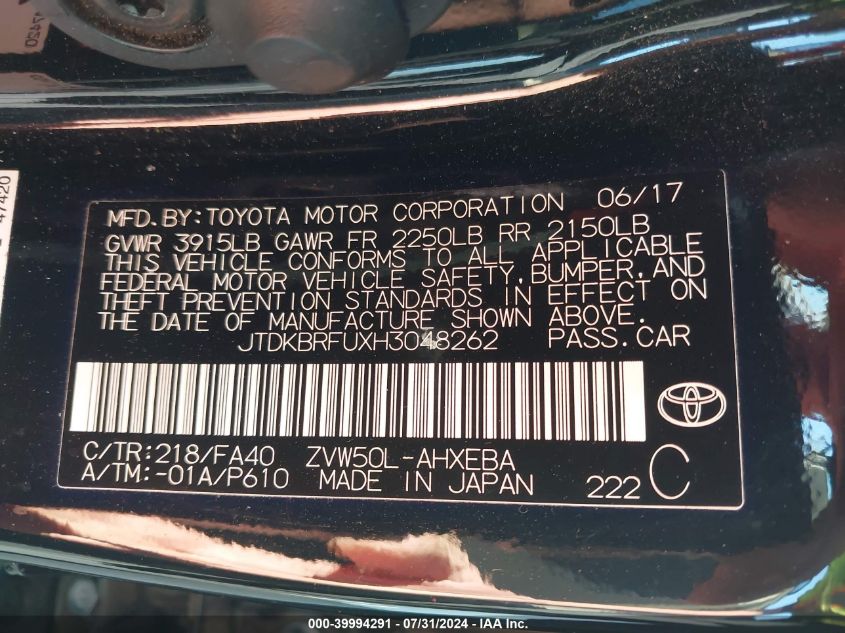 47420
47420
MFD.BY:TOYOTA MOTOR CORPORATION 06/17
GVWR 3915LB GAWR FR 2250LB RR 2150LB
THIS VEHICLE CONFORMS TO ALL APPLICABLE
FEDERAL MOTOR VEHICLE SAFETY,BUMPER,AND
THEFT PREVENTION STANDARDS IN EFFECT ON
THE DATE OF MANUFACTURE SHOWN ABOVE.
JTDKBRFUXH3048262 PASS.CAR
C/TR:218/FA40 ZVW50L-AHXEBA
A/TM:-01A/P610 MADE IN JAPAN 222 C
000-39994291 - 07/31/2024 - IAA Inc.